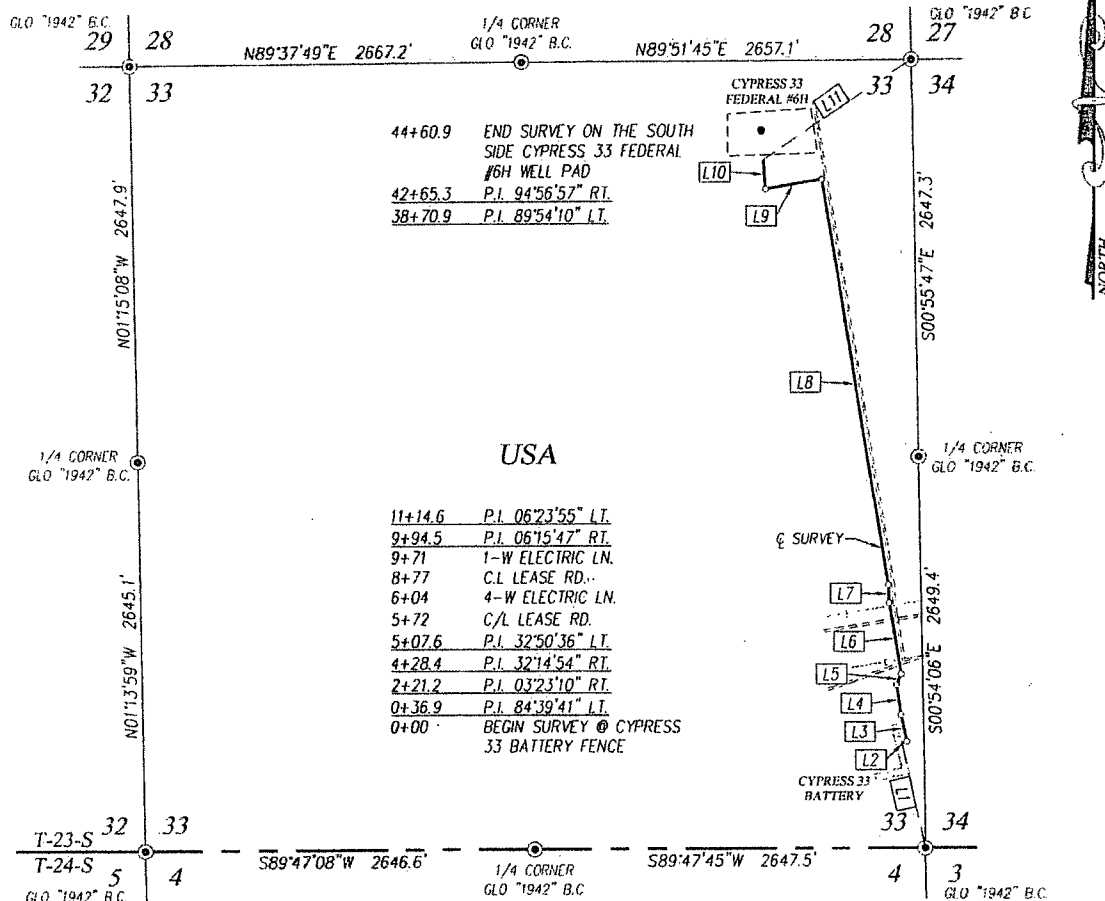 GLO "1942" B.C.
29 28
1/4 CORNER
GLO "1942" B.C.
GLO "1942" B C
28 27
N89°37'49"E 2667.2'
N89°51'45"E 2657.1'
32 33
33 34
CYPRESS 33
FEDERAL #6H
L11
44+60.9 END SURVEY ON THE SOUTH
SIDE CYPRESS 33 FEDERAL
#6H WELL PAD
42+65.3 P.I. 94°56'57" RT.
38+70.9 P.I. 89°54'10" LT.
L10
L9
N01°15'08"W 2647.9'
S00°55'47"E 2647.3'
NORTH
L8
1/4 CORNER
GLO "1942" B.C.
USA
1/4 CORNER
GLO "1942" B.C.
11+14.6 P.I. 06°23'55" LT.
9+94.5 P.I. 06°15'47" RT.
9+71 1-W ELECTRIC LN.
8+77 C.L LEASE RD.
6+04 4-W ELECTRIC LN.
5+72 C/L LEASE RD.
5+07.6 P.I. 32°50'36" LT.
4+28.4 P.I. 32°14'54" RT.
2+21.2 P.I. 03°23'10" RT.
0+36.9 P.I. 84°39'41" LT.
0+00 BEGIN SURVEY @ CYPRESS
33 BATTERY FENCE
℄ SURVEY
L7
L6
L5
L4
L3
L2
CYPRESS 33
BATTERY
L1
N01°13'59"W 2645.1'
S00°54'06"E 2649.4'
32 33
33 34
T-23-S
T-24-S
S89°47'08"W 2646.6'
S89°47'45"W 2647.5'
5 4
4 3
GLO "1942" B.C.
1/4 CORNER
GLO "1942" B.C
GLO "1942" B.C.